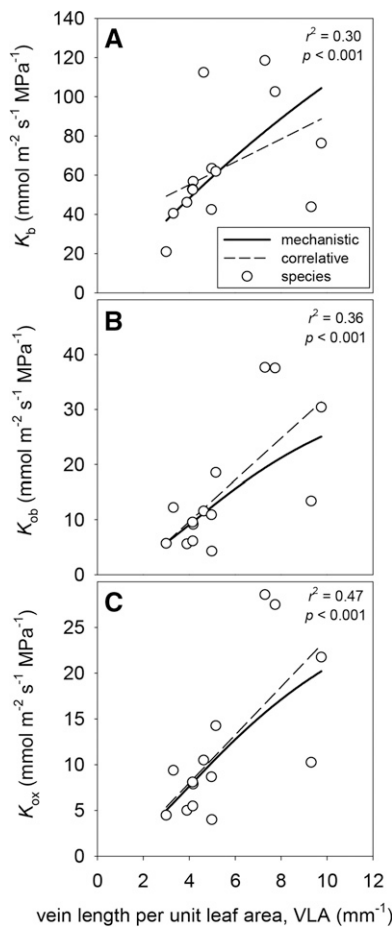 A
r² = 0.30
p < 0.001
140
120
100
80
60
40
20
0
K_b (mmol m⁻² s⁻¹ MPa⁻¹)
mechanistic
correlative
species
B
r² = 0.36
p < 0.001
40
30
20
10
0
K_ob (mmol m⁻² s⁻¹ MPa⁻¹)
C
r² = 0.47
p < 0.001
25
20
15
10
5
0
K_ox (mmol m⁻² s⁻¹ MPa⁻¹)
0 2 4 6 8 10 12
vein length per unit leaf area, VLA (mm⁻¹)